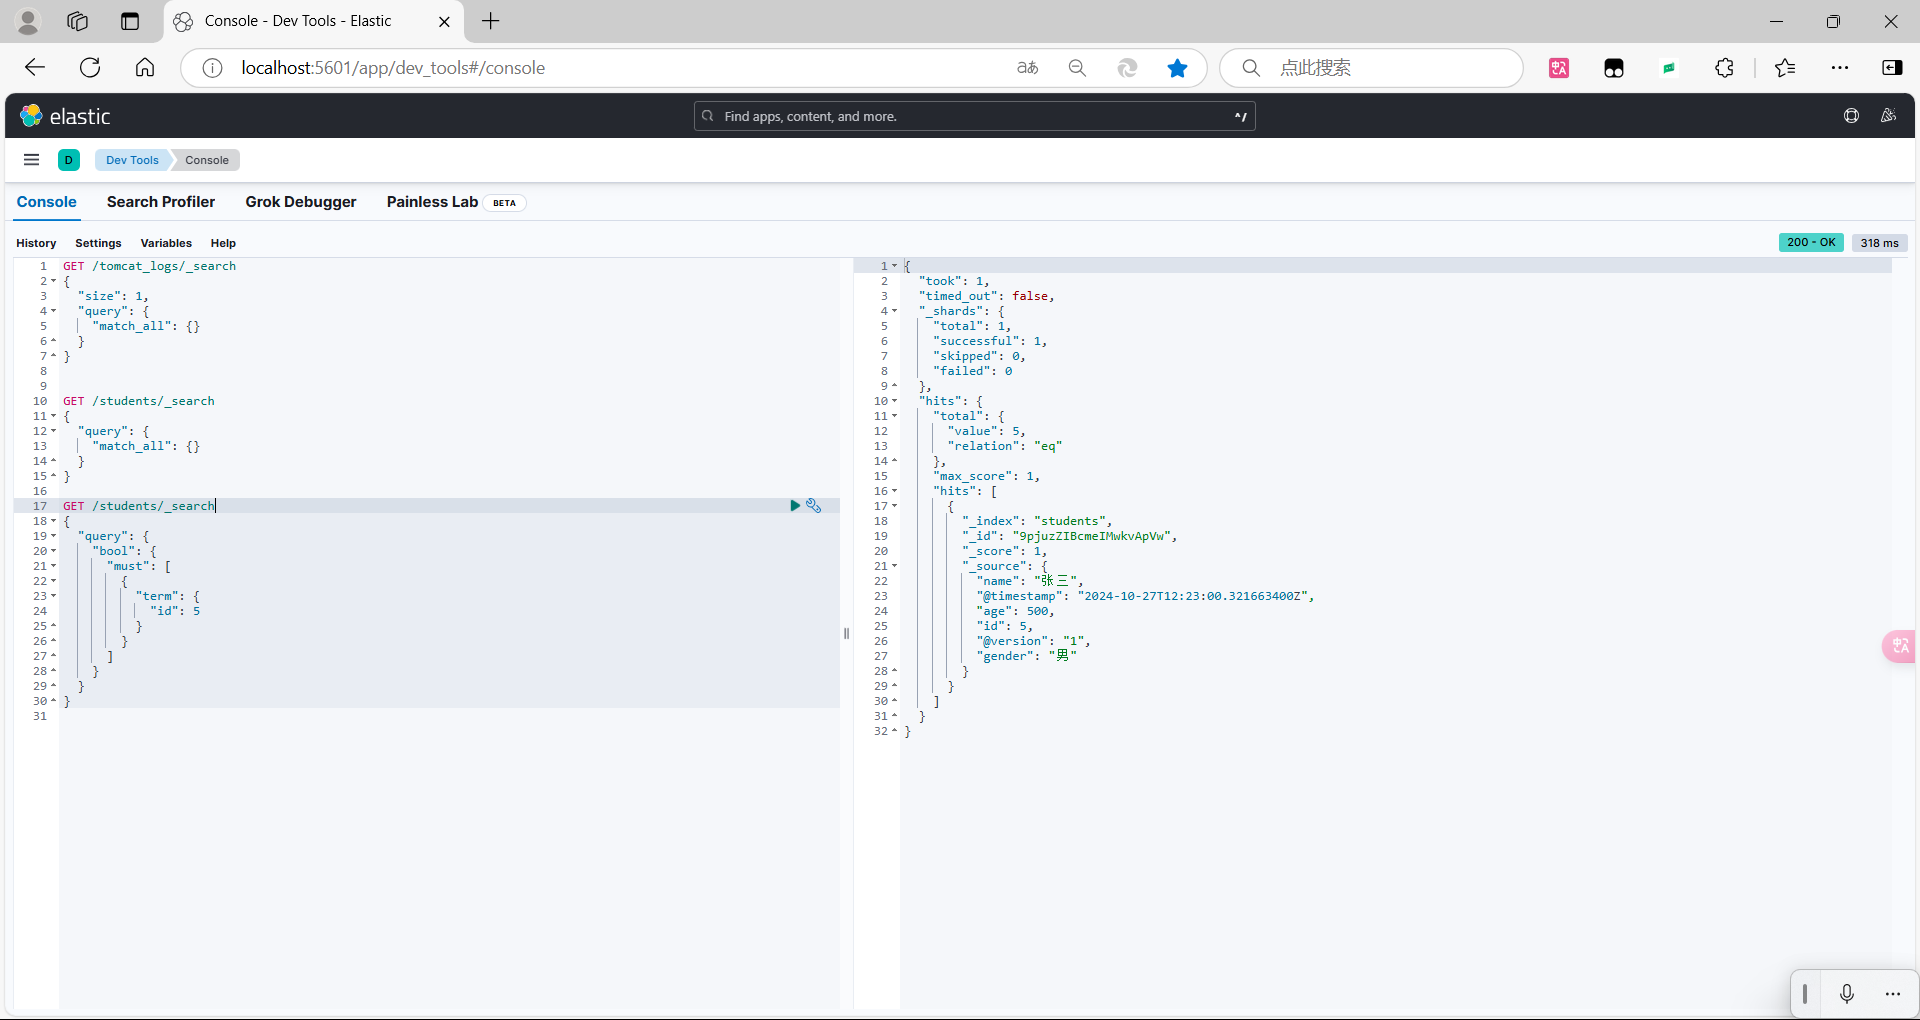 Console - Dev Tools - Elastic
localhost:5601/app/dev_tools#/console
点此搜索
elastic
Find apps, content, and more.
^/
D
Dev Tools
Console
Console
Search Profiler
Grok Debugger
Painless Lab
BETA
History
Settings
Variables
Help
200 - OK
318 ms
1 GET /tomcat_logs/_search
2 {
3 "size": 1,
4 "query": {
5 "match_all": {}
6 }
7 }
8
9
10 GET /students/_search
11 {
12 "query": {
13 "match_all": {}
14 }
15 }
16
17 GET /students/_search
18 {
19 "query": {
20 "bool": {
21 "must": [
22 {
23 "term": {
24 "id": 5
25 }
26 }
27 ]
28 }
29 }
30 }
31
1 {
2 "took": 1,
3 "timed_out": false,
4 "_shards": {
5 "total": 1,
6 "successful": 1,
7 "skipped": 0,
8 "failed": 0
9 },
10 "hits": {
11 "total": {
12 "value": 5,
13 "relation": "eq"
14 },
15 "max_score": 1,
16 "hits": [
17 {
18 "_index": "students",
19 "_id": "9pjuzZIBcmeIMwkvApVw",
20 "_score": 1,
21 "_source": {
22 "name": "张三",
23 "@timestamp": "2024-10-27T12:23:00.321663400Z",
24 "age": 500,
25 "id": 5,
26 "@version": "1",
27 "gender": "男"
28 }
29 }
30 ]
31 }
32 }